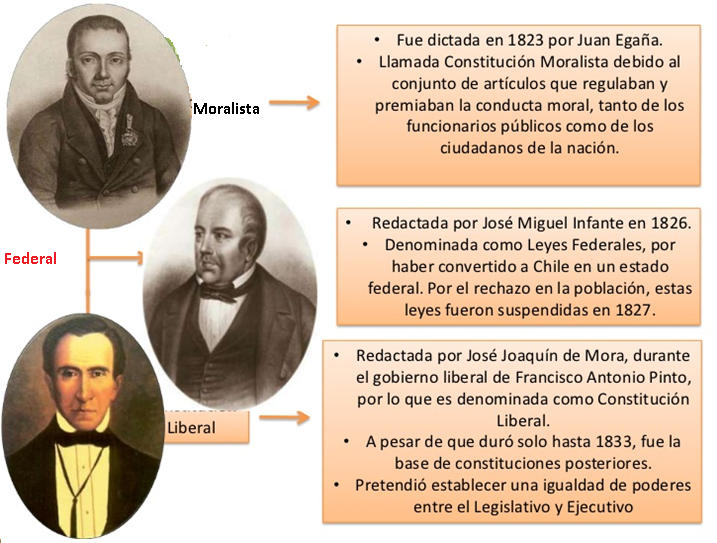 Moralista
• Fue dictada en 1823 por Juan Egaña.
• Llamada Constitución Moralista debido al
conjunto de artículos que regulaban y
premiaban la conducta moral, tanto de los
funcionarios públicos como de los
ciudadanos de la nación.
Federal
• Redactada por José Miguel Infante en 1826.
• Denominada como Leyes Federales, por
haber convertido a Chile en un estado
federal. Por el rechazo en la población, estas
leyes fueron suspendidas en 1827.
Liberal
• Redactada por José Joaquín de Mora, durante
el gobierno liberal de Francisco Antonio Pinto,
por lo que es denominada como Constitución
Liberal.
• A pesar de que duró solo hasta 1833, fue la
base de constituciones posteriores.
• Pretendió establecer una igualdad de poderes
entre el Legislativo y Ejecutivo